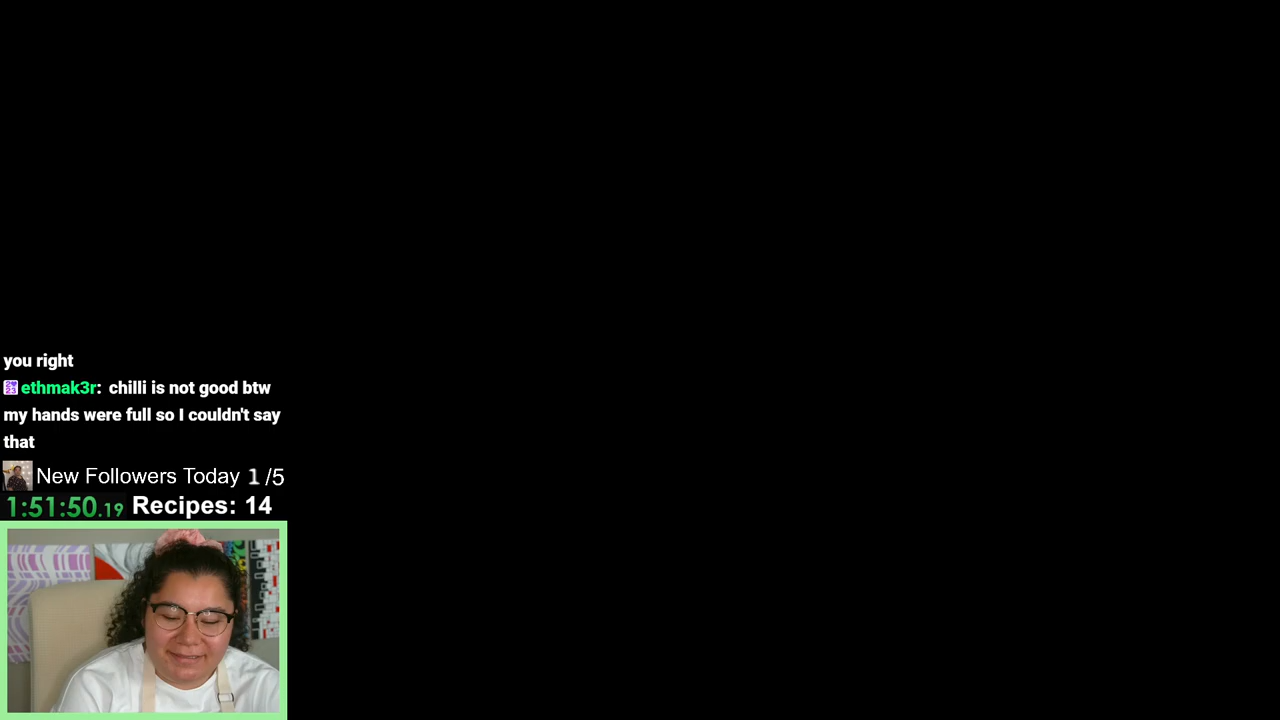 you right
ethmak3r: chilli is not good btw
my hands were full so I couldn't say
that
New Followers Today 1 /5
1:51:50.19 Recipes: 14